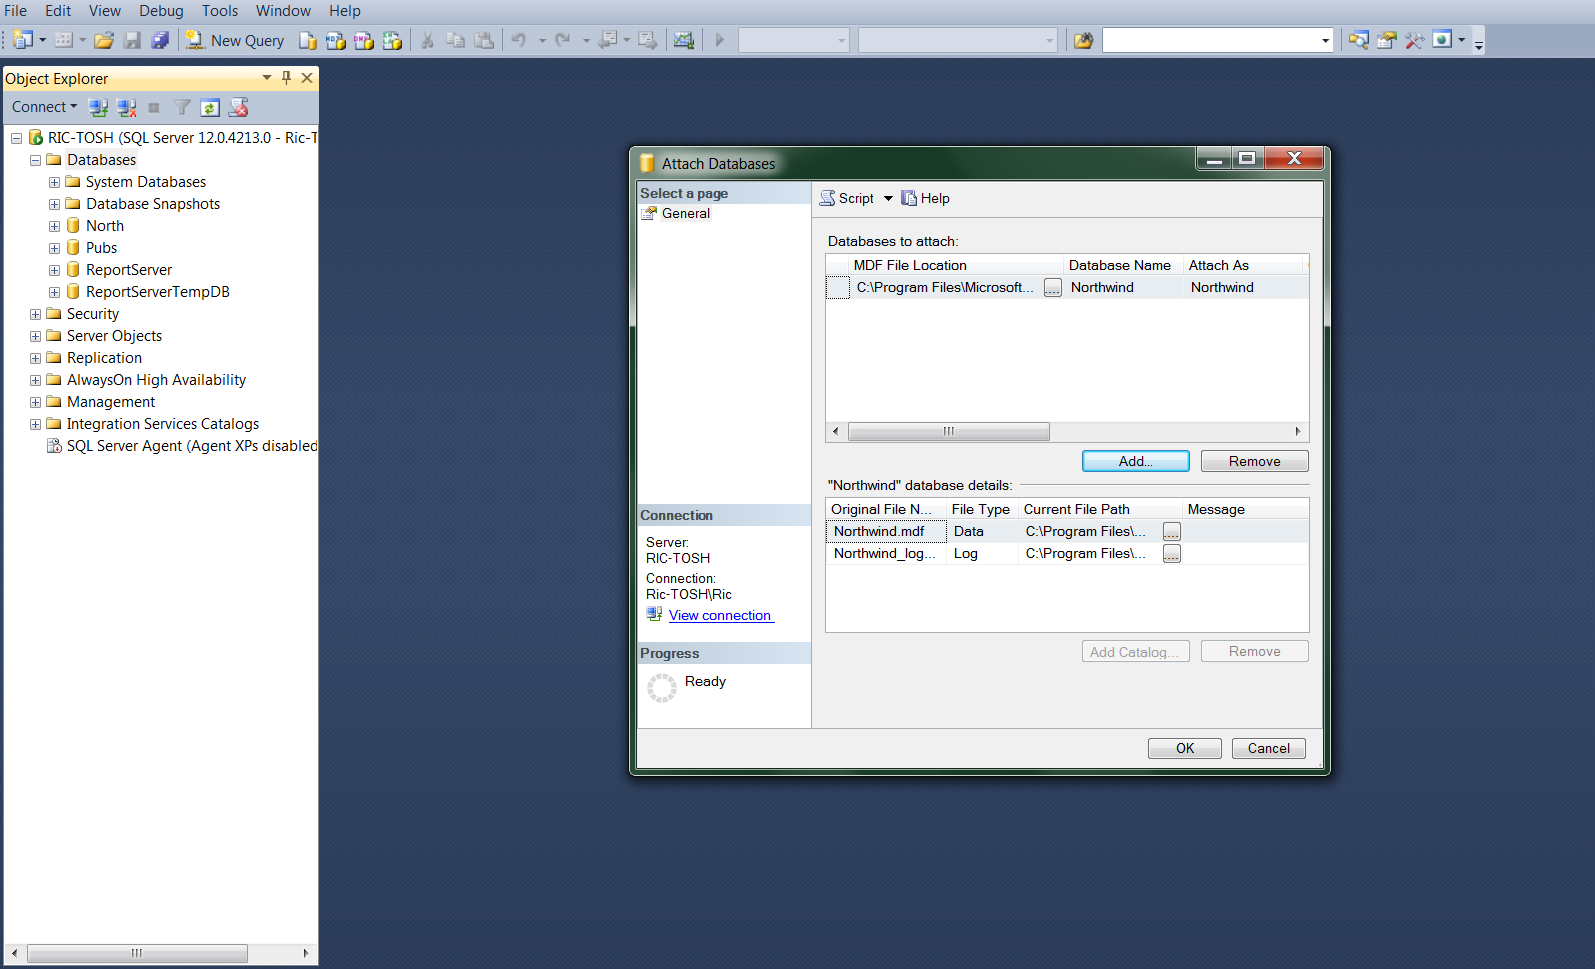 File Edit View Debug Tools Window Help
New Query
Object Explorer
Connect
RIC-TOSH (SQL Server 12.0.4213.0 - Ric-T
Databases
System Databases
Database Snapshots
North
Pubs
ReportServer
ReportServerTempDB
Security
Server Objects
Replication
AlwaysOn High Availability
Management
Integration Services Catalogs
SQL Server Agent (Agent XPs disabled
Attach Databases
Select a page
General
Connection
Server:
RIC-TOSH
Connection:
Ric-TOSH\Ric
View connection
Progress
Ready
Script Help
Databases to attach:
MDF File Location Database Name Attach As
C:\Program Files\Microsoft... ... Northwind Northwind
Add... Remove
"Northwind" database details:
Original File N... File Type Current File Path Message
Northwind.mdf Data C:\Program Files\... ...
Northwind_log... Log C:\Program Files\... ...
Add Catalog... Remove
OK Cancel